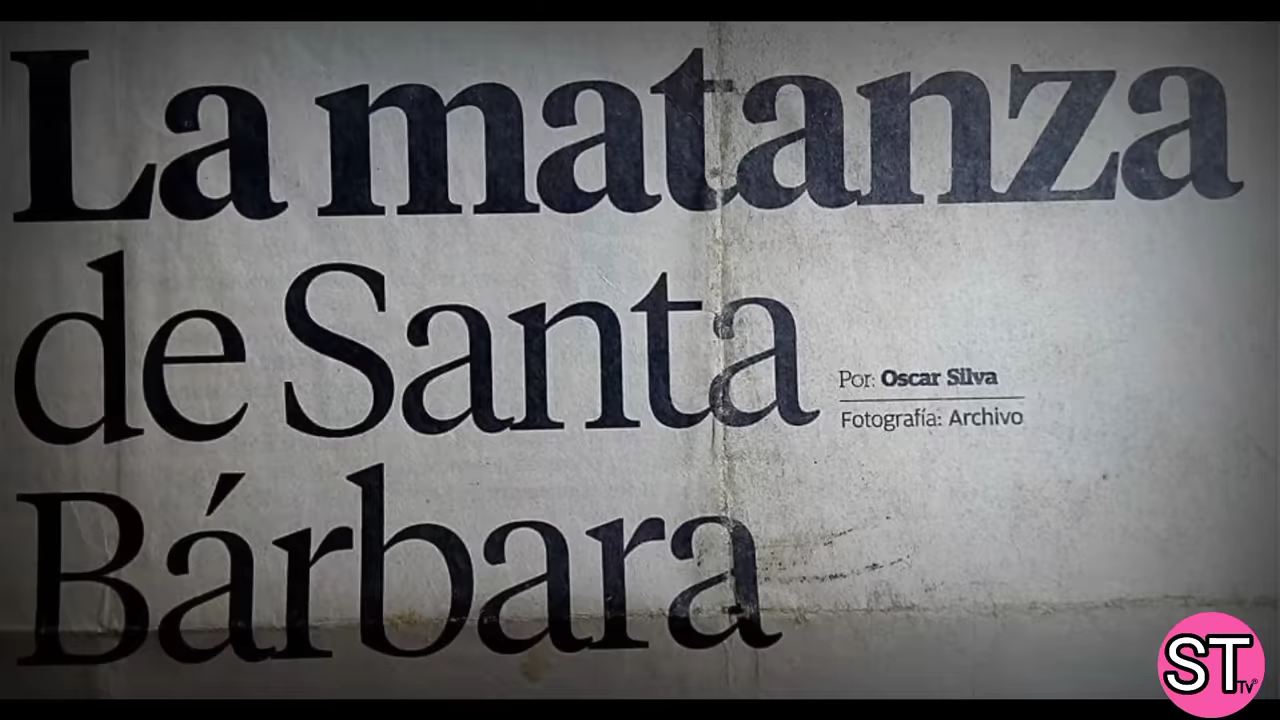 La matanza
de Santa
Bárbara
Por: Oscar Silva
Fotografía: Archivo
ST
TV